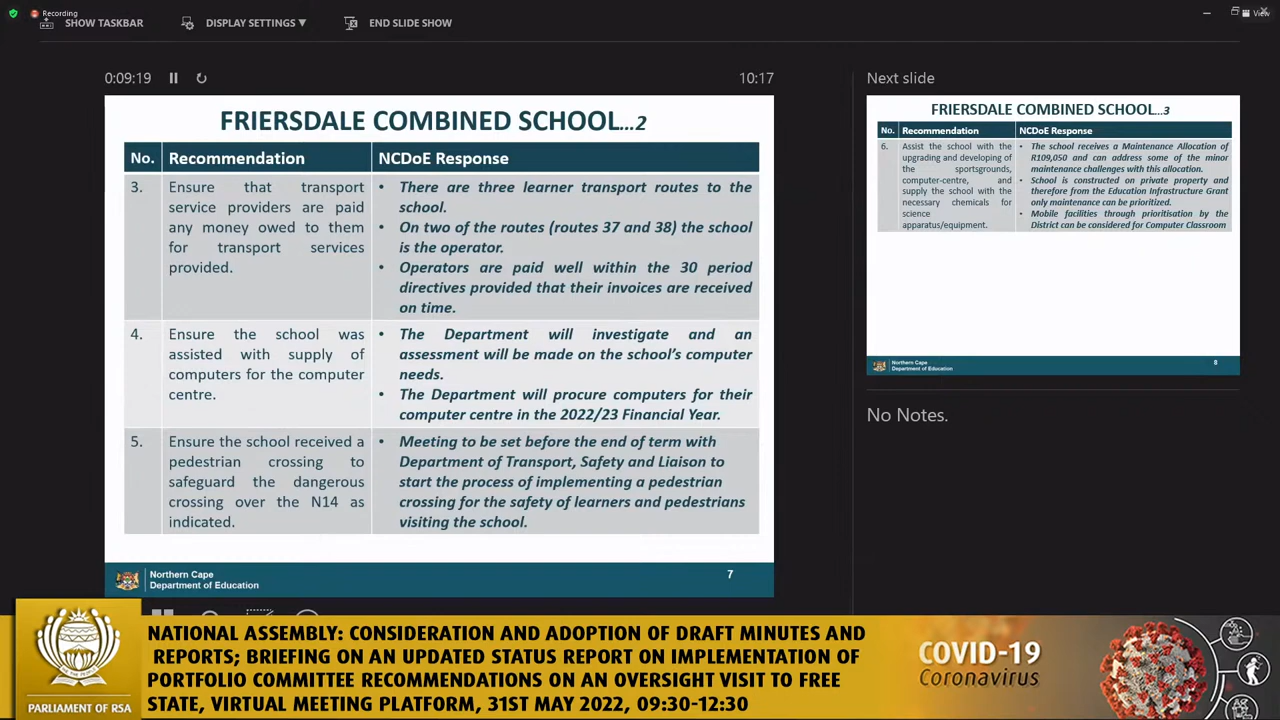 Recording
View
SHOW TASKBAR
DISPLAY SETTINGS ▼
END SLIDE SHOW
0:09:19
10:17
FRIERSDALE COMBINED SCHOOL...2
No. Recommendation NCDoE Response
3. Ensure that transport
service providers are paid
any money owed to them
for transport services
provided.
• There are three learner transport routes to the
school.
• On two of the routes (routes 37 and 38) the school
is the operator.
• Operators are paid well within the 30 period
directives provided that their invoices are received
on time.
4. Ensure the school was
assisted with supply of
computers for the computer
centre.
• The Department will investigate and an
assessment will be made on the school's computer
needs.
• The Department will procure computers for their
computer centre in the 2022/23 Financial Year.
5. Ensure the school received a
pedestrian crossing to
safeguard the dangerous
crossing over the N14 as
indicated.
• Meeting to be set before the end of term with
Department of Transport, Safety and Liaison to
start the process of implementing a pedestrian
crossing for the safety of learners and pedestrians
visiting the school.
Northern Cape
Department of Education
7
Next slide
FRIERSDALE COMBINED SCHOOL...3
No. Recommendation NCDoE Response
6. Assist the school with the
upgrading and developing of
the sportsgrounds,
computer-centre, and
supply the school with the
necessary chemicals for
science
apparatus/equipment.
• The school receives a Maintenance Allocation of
R109,050 and can address some of the minor
maintenance challenges with this allocation.
• School is constructed on private property and
therefore from the Education Infrastructure Grant
only maintenance can be prioritized.
• Mobile facilities through prioritisation by the
District can be considered for Computer Classroom
Northern Cape
Department of Education
8
No Notes.
PARLIAMENT OF RSA
NATIONAL ASSEMBLY: CONSIDERATION AND ADOPTION OF DRAFT MINUTES AND
REPORTS; BRIEFING ON AN UPDATED STATUS REPORT ON IMPLEMENTATION OF
PORTFOLIO COMMITTEE RECOMMENDATIONS ON AN OVERSIGHT VISIT TO FREE
STATE, VIRTUAL MEETING PLATFORM, 31ST MAY 2022, 09:30-12:30
COVID-19
Coronavirus